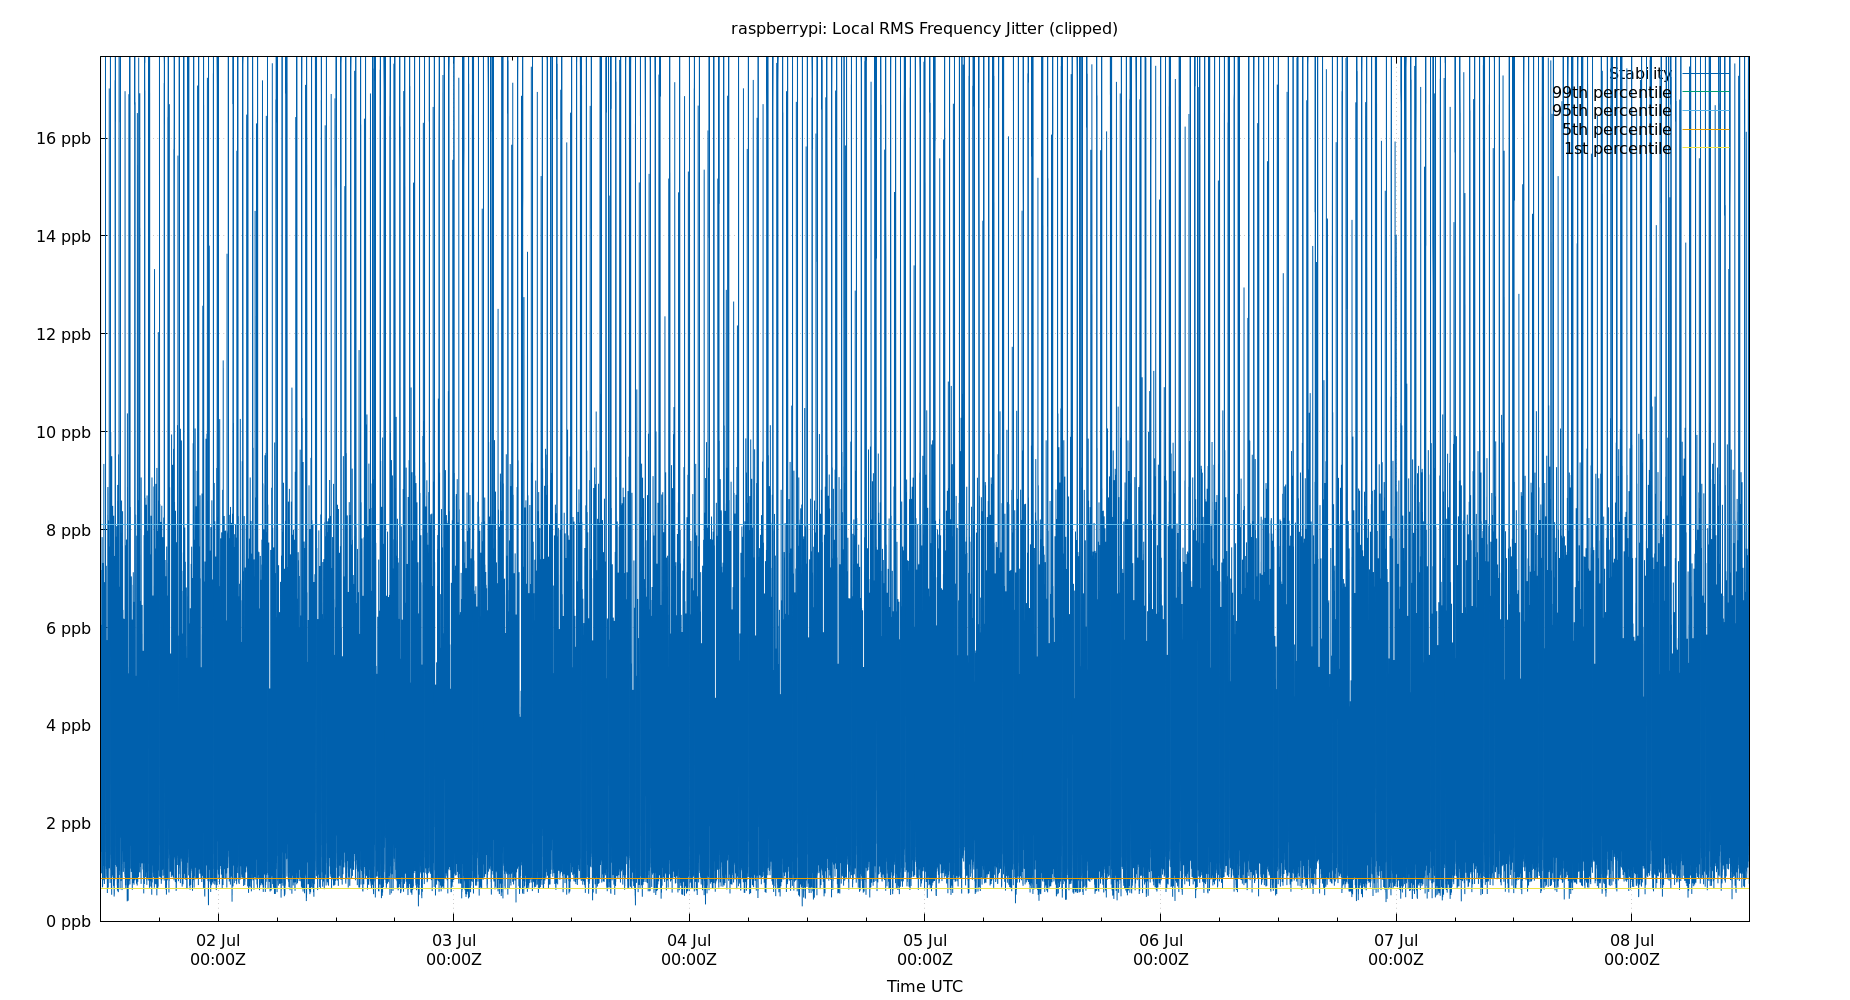 raspberrypi: Local RMS Frequency Jitter (clipped)
Stability
99th percentile
95th percentile
5th percentile
1st percentile
16 ppb
14 ppb
12 ppb
10 ppb
8 ppb
6 ppb
4 ppb
2 ppb
0 ppb
02 Jul 03 Jul 04 Jul 05 Jul 06 Jul 07 Jul 08 Jul
00:00Z 00:00Z 00:00Z 00:00Z 00:00Z 00:00Z 00:00Z
Time UTC